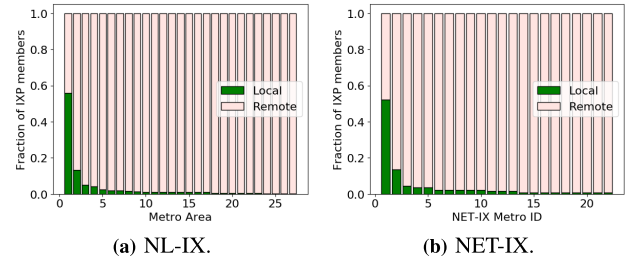 Fraction of IXP members
1.0
0.8
0.6
0.4
0.2
0.0
Local
Remote
0 5 10 15 20 25
Metro Area
(a) NL-IX.
Fraction of IXP members
1.0
0.8
0.6
0.4
0.2
0.0
Local
Remote
0 5 10 15 20
NET-IX Metro ID
(b) NET-IX.